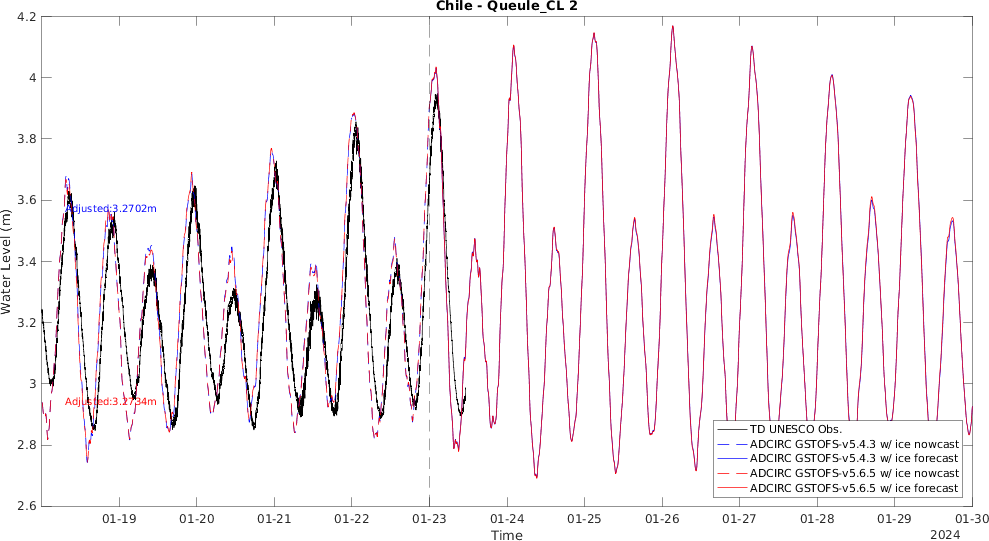 Chile - Queule_CL 2
Water Level (m)
4.2
4
3.8
3.6
3.4
3.2
3
2.8
2.6
Adjusted:3.2702m
Adjusted:3.2734m
TD UNESCO Obs.
ADCIRC GSTOFS-v5.4.3 w/ ice nowcast
ADCIRC GSTOFS-v5.4.3 w/ ice forecast
ADCIRC GSTOFS-v5.6.5 w/ ice nowcast
ADCIRC GSTOFS-v5.6.5 w/ ice forecast
01-19 01-20 01-21 01-22 01-23 01-24 01-25 01-26 01-27 01-28 01-29 01-30
Time
2024